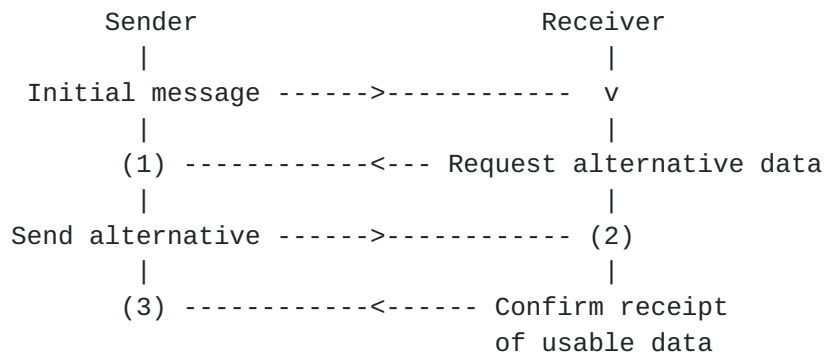 Sender                         Receiver
|                              |
Initial message ------>------------  v
|                              |
(1) ------------<--- Request alternative data
|                              |
Send alternative ------>------------ (2)
|                              |
(3) ------------<------ Confirm receipt
of usable data